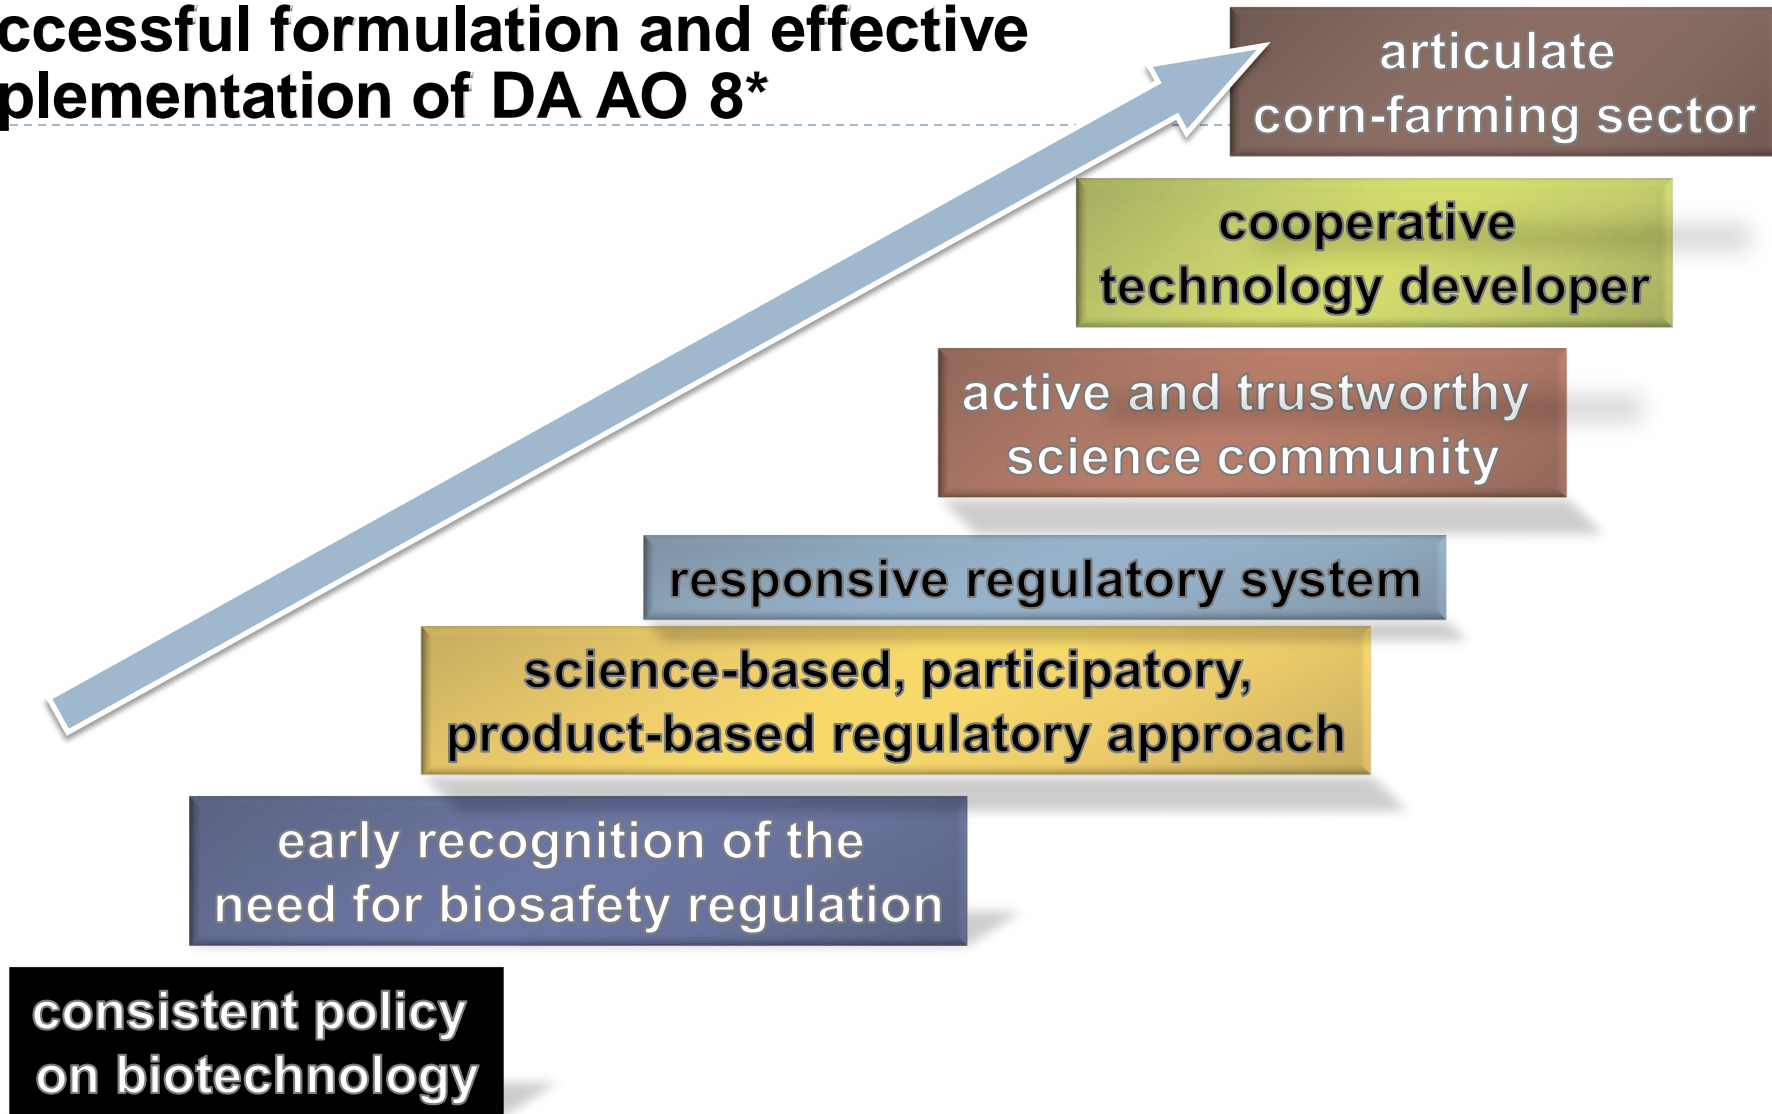 ccessful formulation and effective
plementation of DA AO 8*
articulate
corn-farming sector
cooperative
technology developer
active and trustworthy
science community
responsive regulatory system
science-based, participatory,
product-based regulatory approach
early recognition of the
need for biosafety regulation
consistent policy
on biotechnology